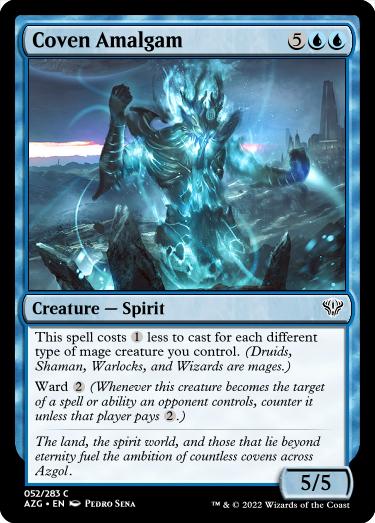 Coven Amalgam 5
Creature — Spirit
This spell costs 1 less to cast for each different
type of mage creature you control. (Druids,
Shaman, Warlocks, and Wizards are mages.)
Ward 2 (Whenever this creature becomes the target
of a spell or ability an opponent controls, counter it
unless that player pays 2.)
The land, the spirit world, and those that lie beyond
eternity fuel the ambition of countless covens across
Azgol.
5/5
052/283 C
AZG • EN Pedro Sena ™ & © 2022 Wizards of the Coast